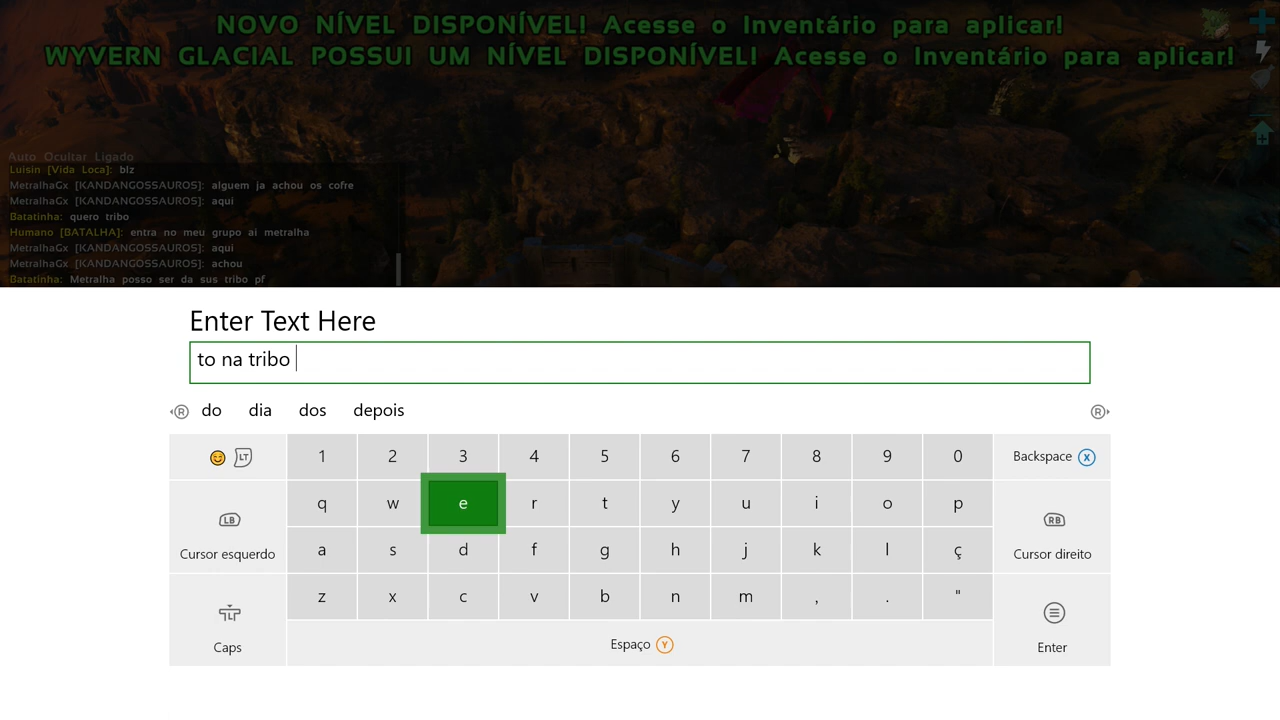 NOVO NÍVEL DISPONÍVEL! Acesse o Inventário para aplicar!
WYVERN GLACIAL POSSUI UM NÍVEL DISPONÍVEL! Acesse o Inventário para aplicar!
Auto Ocultar Ligado
Luisin [Vida Loca]: blz
MetralhaGx [KANDANGOSSAUROS]: alguem ja achou os cofre
MetralhaGx [KANDANGOSSAUROS]: aqui
Batatinha: quero tribo
Humano [BATALHA]: entra no meu grupo ai metralha
MetralhaGx [KANDANGOSSAUROS]: aqui
MetralhaGx [KANDANGOSSAUROS]: achou
Batatinha: Metralha posso ser da sus tribo pf
Enter Text Here
to na tribo
R do dia dos depois R
LT 1 2 3 4 5 6 7 8 9 0 Backspace X
q w e r t y u i o p
LB RB
Cursor esquerdo a s d f g h j k l ç Cursor direito
z x c v b n m , . "
Caps Espaço Y Enter